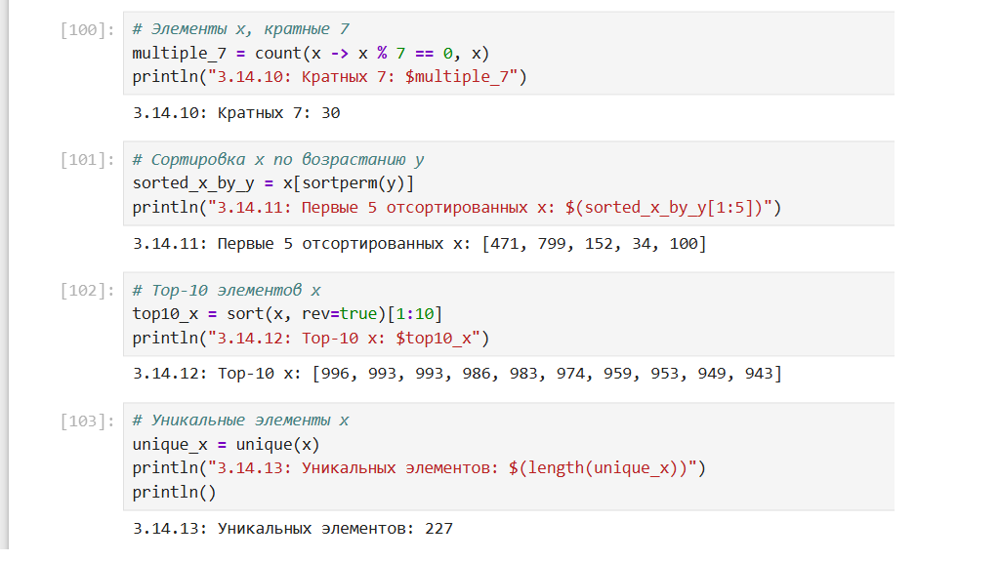 [100]: # Элементы x, кратные 7
multiple_7 = count(x -> x % 7 == 0, x)
println("3.14.10: Кратных 7: $multiple_7")
3.14.10: Кратных 7: 30
[101]: # Сортировка x по возрастанию y
sorted_x_by_y = x[sortperm(y)]
println("3.14.11: Первые 5 отсортированных x: $(sorted_x_by_y[1:5])")
3.14.11: Первые 5 отсортированных x: [471, 799, 152, 34, 100]
[102]: # Top-10 элементов x
top10_x = sort(x, rev=true)[1:10]
println("3.14.12: Top-10 x: $top10_x")
3.14.12: Top-10 x: [996, 993, 993, 986, 983, 974, 959, 953, 949, 943]
[103]: # Уникальные элементы x
unique_x = unique(x)
println("3.14.13: Уникальных элементов: $(length(unique_x))")
println()
3.14.13: Уникальных элементов: 227